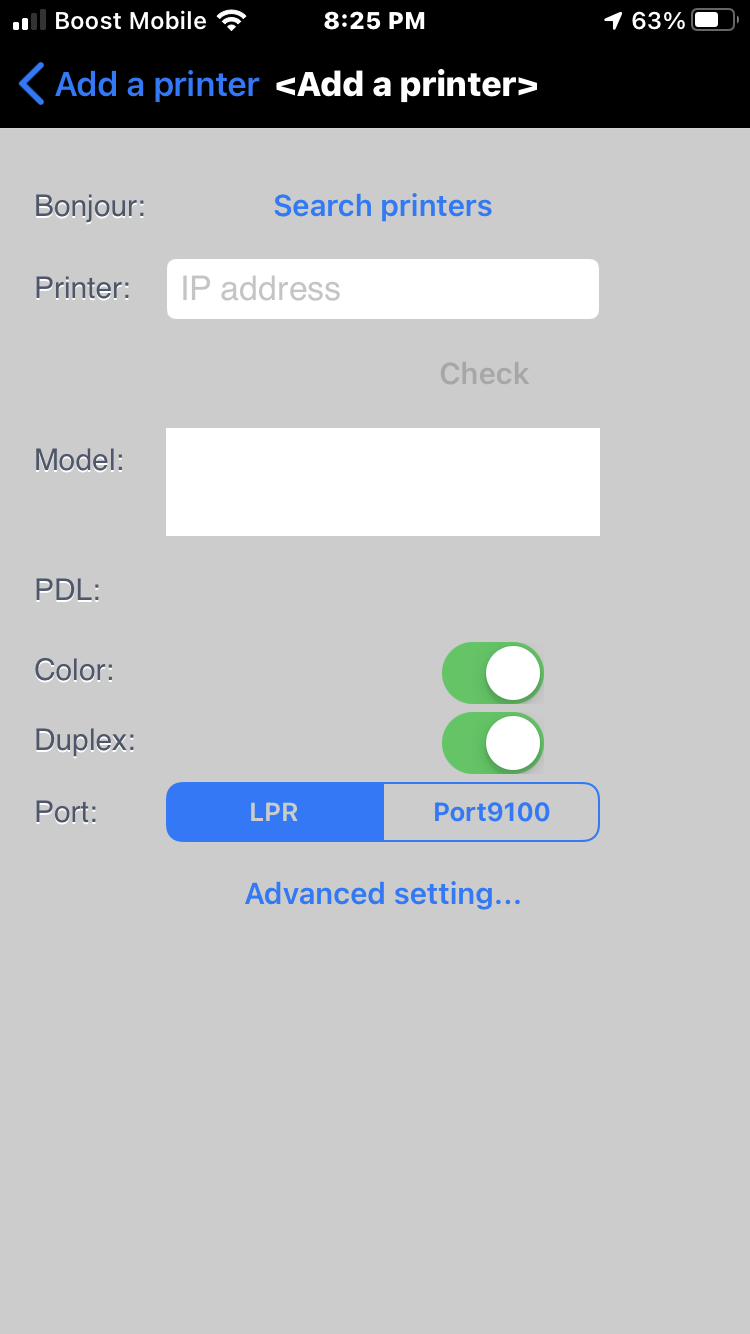 Boost Mobile 8:25 PM 63%
Add a printer <Add a printer>
Bonjour: Search printers
Printer: IP address
Check
Model:
PDL:
Color:
Duplex:
Port: LPR Port9100
Advanced setting...